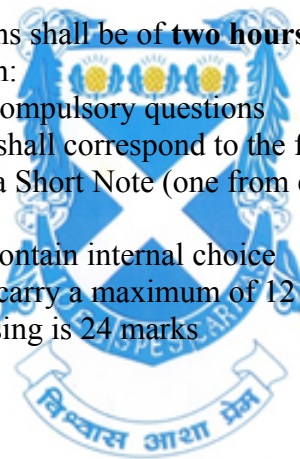 ns shall be of two hours
n:
ompulsory questions
shall correspond to the f
a Short Note (one from
ontain internal choice
carry a maximum of 12
sing is 24 marks
विश्वास आशा प्रेम